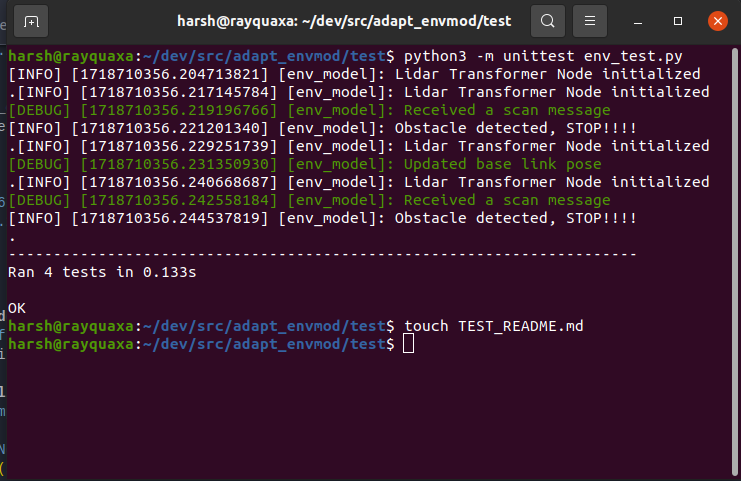 harsh@rayquaxa: ~/dev/src/adapt_envmod/test
harsh@rayquaxa:~/dev/src/adapt_envmod/test$ python3 -m unittest env_test.py
[INFO] [1718710356.204713821] [env_model]: Lidar Transformer Node initialized
.[INFO] [1718710356.217145784] [env_model]: Lidar Transformer Node initialized
[DEBUG] [1718710356.219196766] [env_model]: Received a scan message
[INFO] [1718710356.221201340] [env_model]: Obstacle detected, STOP!!!!
.[INFO] [1718710356.229251739] [env_model]: Lidar Transformer Node initialized
[DEBUG] [1718710356.231350930] [env_model]: Updated base link pose
.[INFO] [1718710356.240668687] [env_model]: Lidar Transformer Node initialized
[DEBUG] [1718710356.242558184] [env_model]: Received a scan message
[INFO] [1718710356.244537819] [env_model]: Obstacle detected, STOP!!!!
.
----------------------------------------------------------------------
Ran 4 tests in 0.133s
OK
harsh@rayquaxa:~/dev/src/adapt_envmod/test$ touch TEST_README.md
harsh@rayquaxa:~/dev/src/adapt_envmod/test$